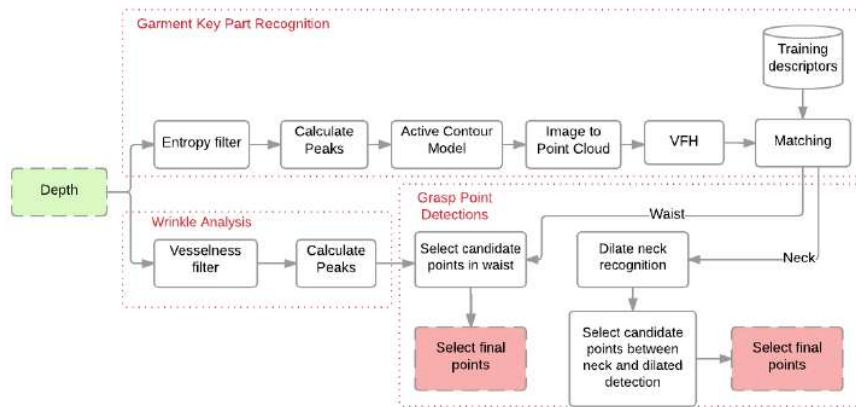 Garment Key Part Recognition
Training
descriptors
Entropy filter
Calculate
Peaks
Active Contour
Model
Image to
Point Cloud
VFH
Matching
Depth
Wrinkle Analysis
Vesselness
filter
Calculate
Peaks
Grasp Point
Detections
Waist
Neck
Select candidate
points in waist
Dilate neck
recognition
Select final
points
Select candidate
points between
neck and dilated
detection
Select final
points